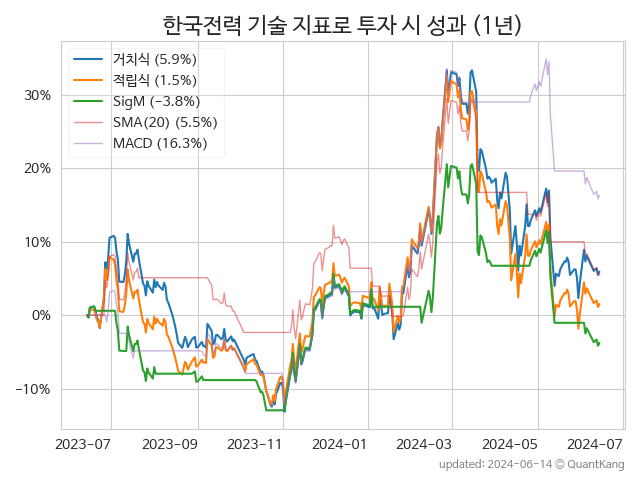 한국전력 기술 지표로 투자 시 성과 (1년)
거치식 (5.9%)
적립식 (1.5%)
SigM (−3.8%)
SMA(20) (5.5%)
MACD (16.3%)
30%
20%
10%
0%
−10%
2023-07 2023-09 2023-11 2024-01 2024-03 2024-05 2024-07
updated: 2024-06-14 © QuantKang